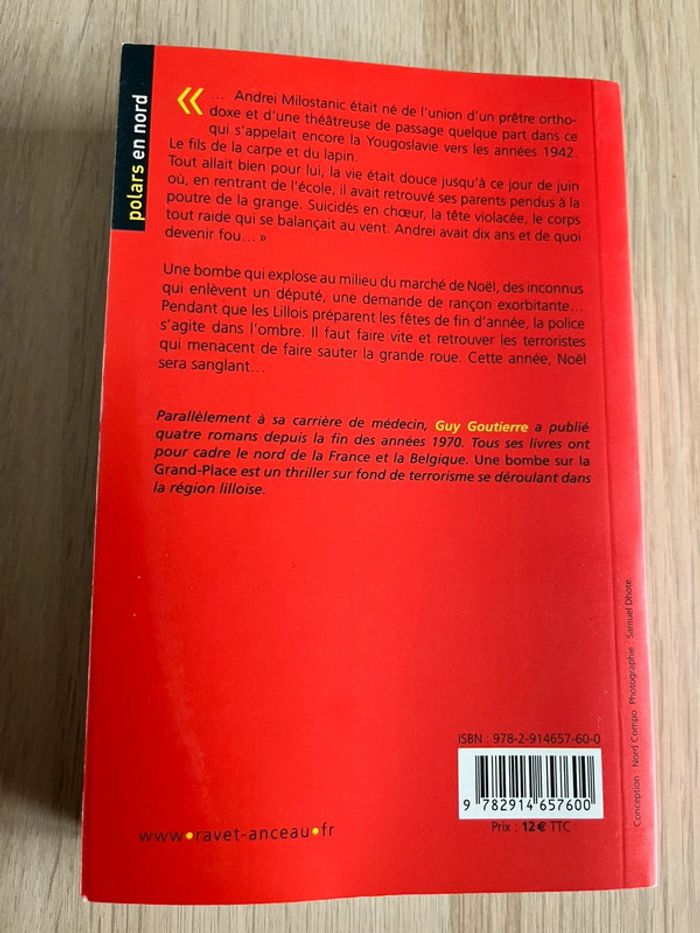 polars en nord
« … Andrei Milostanic était né de l'union d'un prêtre ortho-
doxe et d'une théâtreuse de passage quelque part dans ce
qui s'appelait encore la Yougoslavie vers les années 1942.
Le fils de la carpe et du lapin.
Tout allait bien pour lui, la vie était douce jusqu'à ce jour de juin
où, en rentrant de l'école, il avait retrouvé ses parents pendus à la
poutre de la grange. Suicidés en chœur, la tête violacée, le corps
tout raide qui se balançait au vent. Andrei avait dix ans et de quoi
devenir fou… »
Une bombe qui explose au milieu du marché de Noël, des inconnus
qui enlèvent un député, une demande de rançon exorbitante…
Pendant que les Lillois préparent les fêtes de fin d'année, la police
s'agite dans l'ombre. Il faut faire vite et retrouver les terroristes
qui menacent de faire sauter la grande roue. Cette année, Noël
sera sanglant…
Parallèlement à sa carrière de médecin, Guy Goutierre a publié
quatre romans depuis la fin des années 1970. Tous ses livres ont
pour cadre le nord de la France et la Belgique. Une bombe sur la
Grand-Place est un thriller sur fond de terrorisme se déroulant dans
la région lilloise.
Conception : Nord Compo Photographie : Samuel Dhote.
ISBN : 978-2-914657-60-0
9 782914 657600
Prix : 12 € TTC
www•ravet-anceau•fr